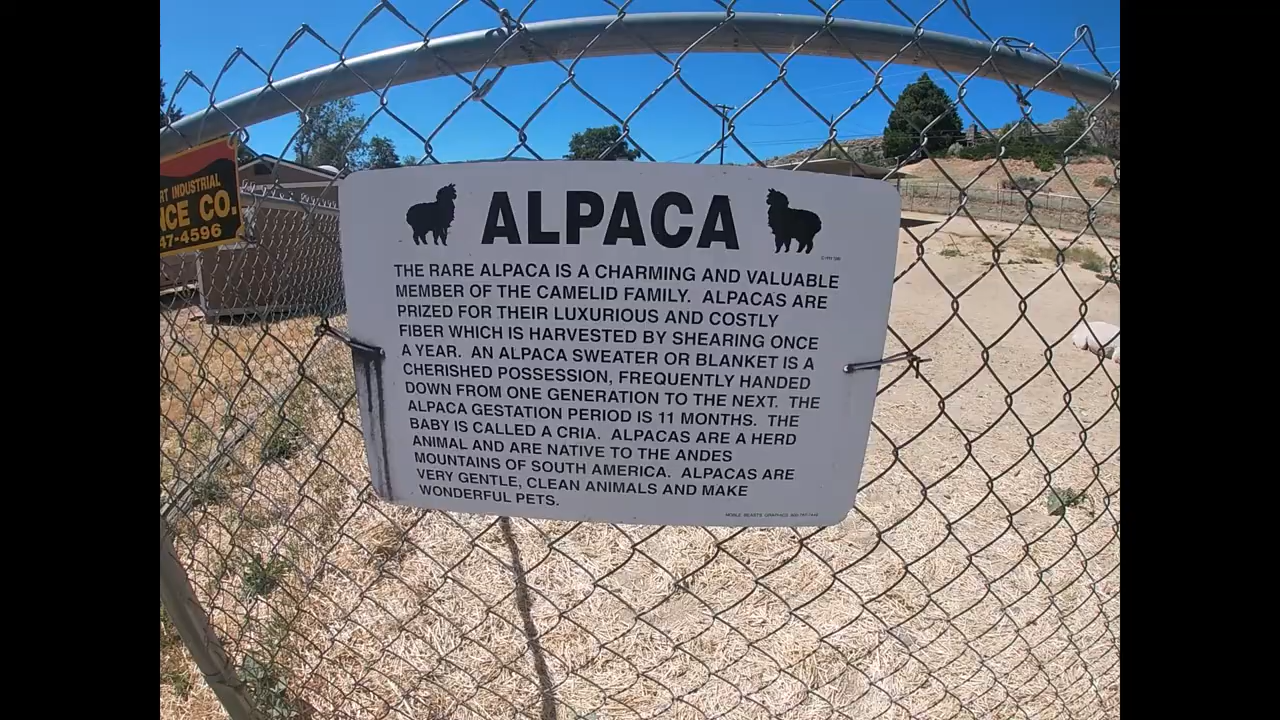 RT INDUSTRIAL
NCE CO.
47-4596
ALPACA
THE RARE ALPACA IS A CHARMING AND VALUABLE
MEMBER OF THE CAMELID FAMILY. ALPACAS ARE
PRIZED FOR THEIR LUXURIOUS AND COSTLY
FIBER WHICH IS HARVESTED BY SHEARING ONCE
A YEAR. AN ALPACA SWEATER OR BLANKET IS A
CHERISHED POSSESSION, FREQUENTLY HANDED
DOWN FROM ONE GENERATION TO THE NEXT. THE
ALPACA GESTATION PERIOD IS 11 MONTHS. THE
BABY IS CALLED A CRIA. ALPACAS ARE A HERD
ANIMAL AND ARE NATIVE TO THE ANDES
MOUNTAINS OF SOUTH AMERICA. ALPACAS ARE
VERY GENTLE, CLEAN ANIMALS AND MAKE
WONDERFUL PETS.